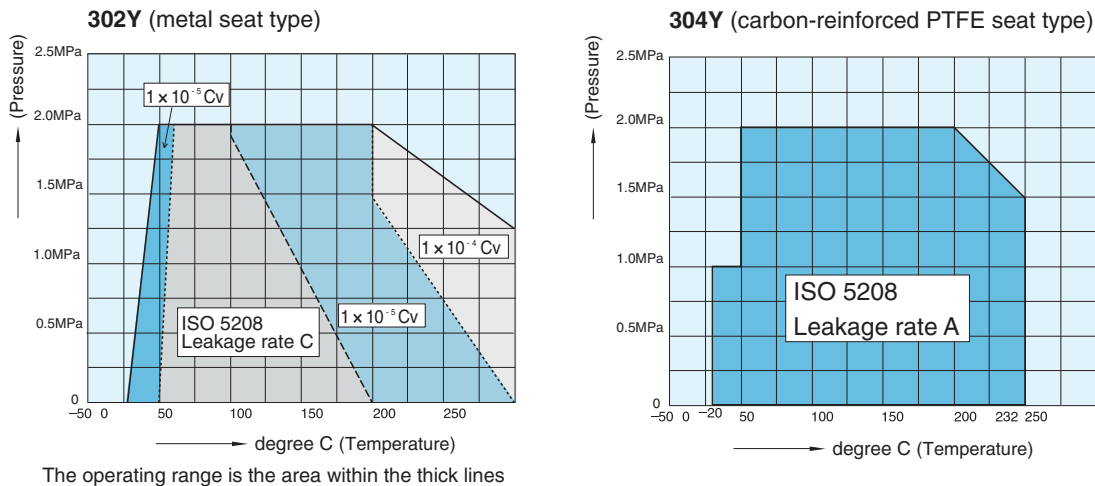 302Y (metal seat type)
(Pressure)
2.5MPa
2.0MPa
1.5MPa
1.0MPa
0.5MPa
0
1 × 10⁻⁵ Cv
1 × 10⁻⁴ Cv
1 × 10⁻⁵ Cv
ISO 5208
Leakage rate C
–50 0 50 100 150 200 250
degree C (Temperature)
The operating range is the area within the thick lines
304Y (carbon-reinforced PTFE seat type)
(Pressure)
2.5MPa
2.0MPa
1.5MPa
1.0MPa
0.5MPa
0
ISO 5208
Leakage rate A
–50 0 –20 50 100 150 200 232 250
degree C (Temperature)